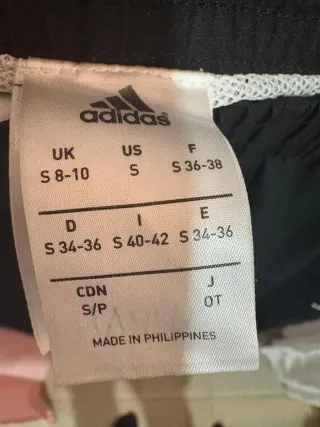 adidas
UK US F
S 8-10 S S 36-38
D I E
S 34-36 S 40-42 S 34-36
CDN J
S/P OT
MADE IN PHILIPPINES